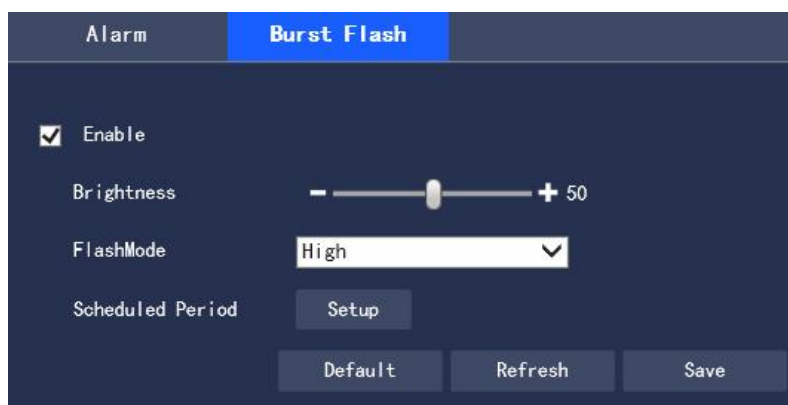 Alarm Burst Flash
Enable
Brightness 50
FlashMode High
Scheduled Period Setup
Default Refresh Save